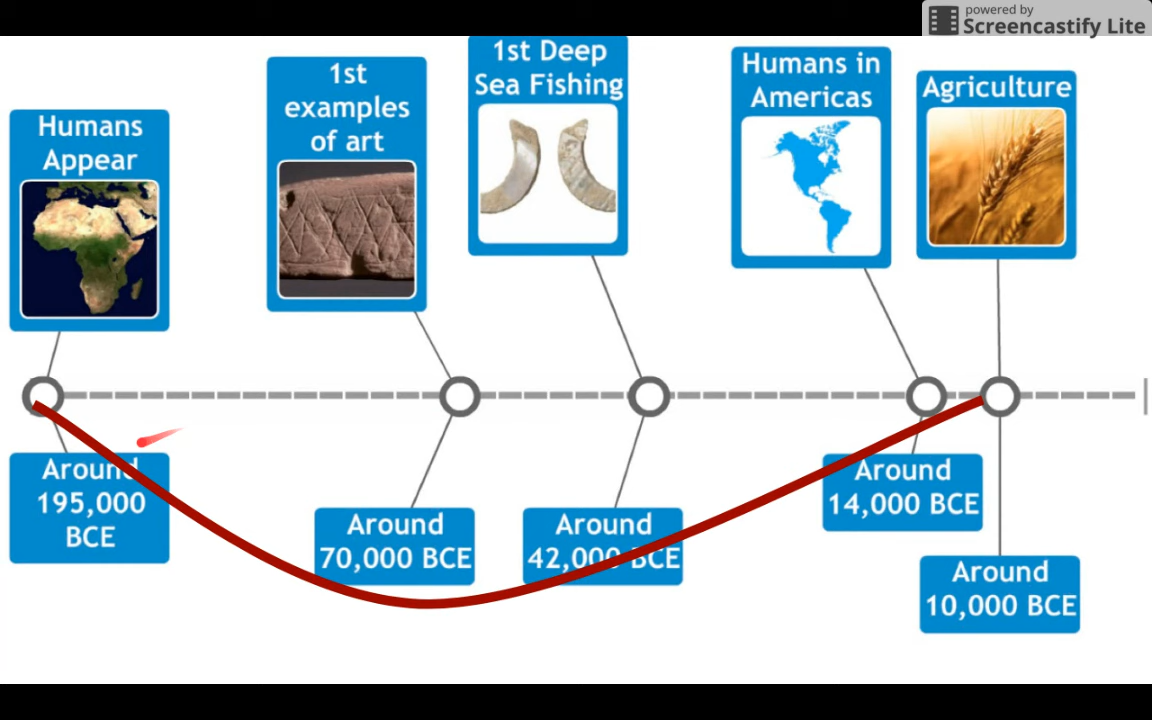 powered by
Screencastify Lite
Humans
Appear
1st
examples
of art
1st Deep
Sea Fishing
Humans in
Americas
Agriculture
Around
195,000
BCE
Around
70,000 BCE
Around
42,000 BCE
Around
14,000 BCE
Around
10,000 BCE